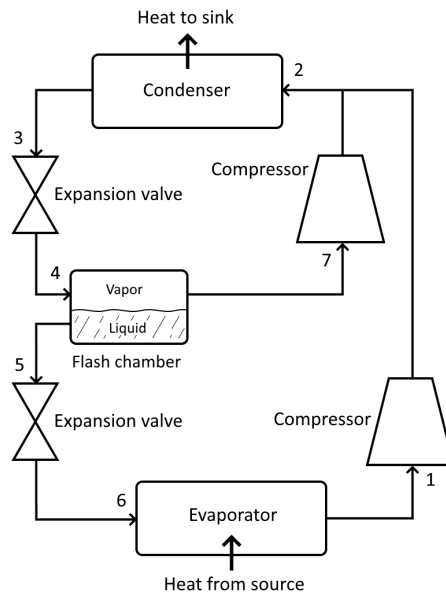 Heat to sink
2
Condenser
3
Compressor
Expansion valve
7
4
Vapor
Liquid
Flash chamber
5
Expansion valve
Compressor
1
6
Evaporator
Heat from source